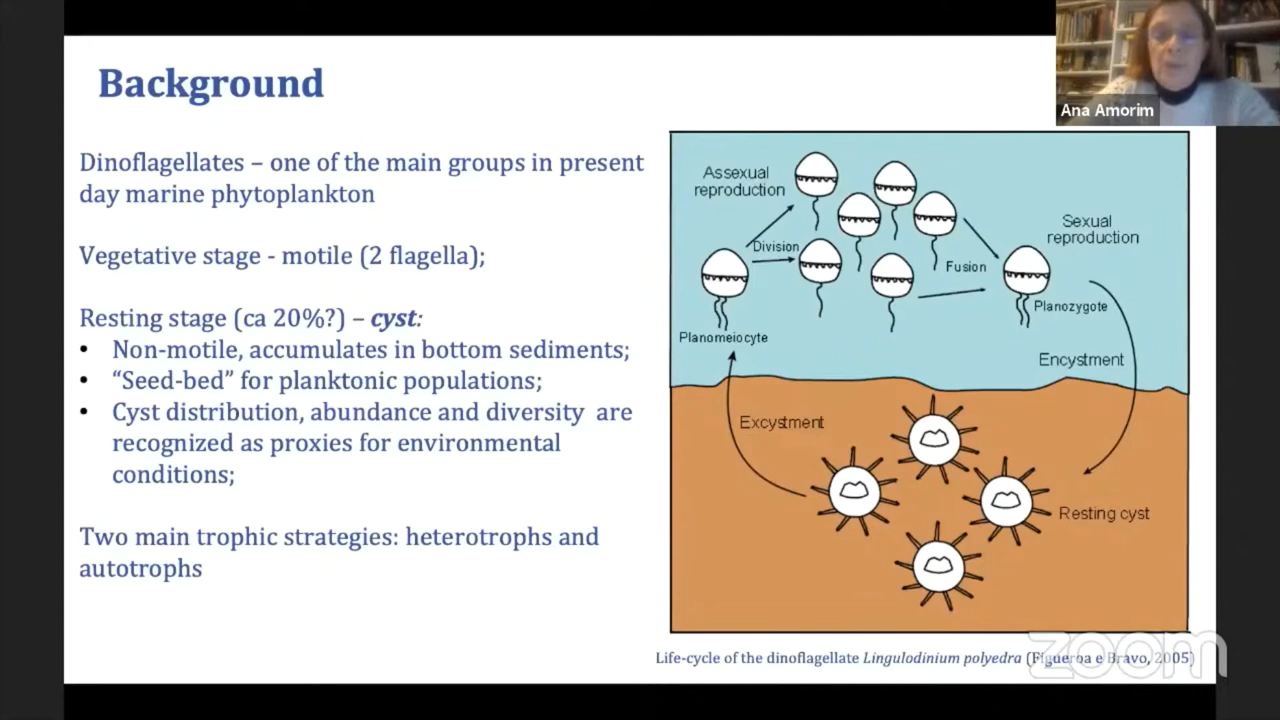 Background
Ana Amorim
Dinoflagellates – one of the main groups in present
day marine phytoplankton
Vegetative stage - motile (2 flagella);
Resting stage (ca 20%?) – cyst:
• Non-motile, accumulates in bottom sediments;
• “Seed-bed” for planktonic populations;
• Cyst distribution, abundance and diversity are
recognized as proxies for environmental
conditions;
Two main trophic strategies: heterotrophs and
autotrophs
Assexual
reproduction
Division
Planomeiocyte
Fusion
Sexual
reproduction
Planozygote
Encystment
Excystment
Resting cyst
Life-cycle of the dinoflagellate Lingulodinium polyedra (Figueroa e Bravo, 2005)
zoom